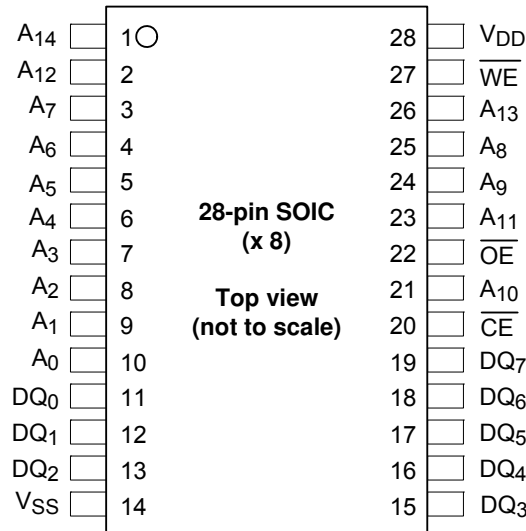 A14 1 28 VDD
A12 2 27 WE
A7 3 26 A13
A6 4 25 A8
A5 5 24 A9
A4 6 28-pin SOIC 23 A11
A3 7 (x 8) 22 OE
A2 8 Top view 21 A10
A1 9 (not to scale) 20 CE
A0 10 19 DQ7
DQ0 11 18 DQ6
DQ1 12 17 DQ5
DQ2 13 16 DQ4
VSS 14 15 DQ3